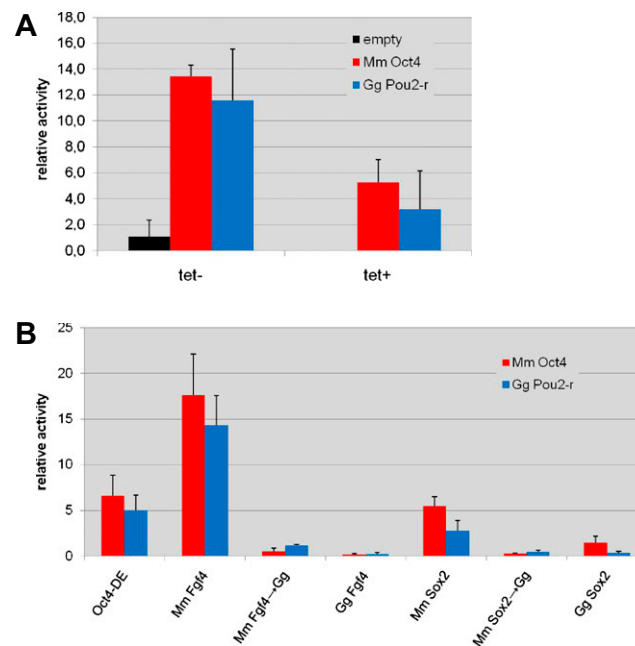 A
18,0
16,0
14,0
12,0
10,0
8,0
6,0
4,0
2,0
0,0
relative activity
empty
Mm Oct4
Gg Pou2-r
tet-
tet+
B
25
20
15
10
5
0
relative activity
Mm Oct4
Gg Pou2-r
Oct4-DE
Mm Fgf4
Mm Fgf4→Gg
Gg Fgf4
Mm Sox2
Mm Sox2→Gg
Gg Sox2